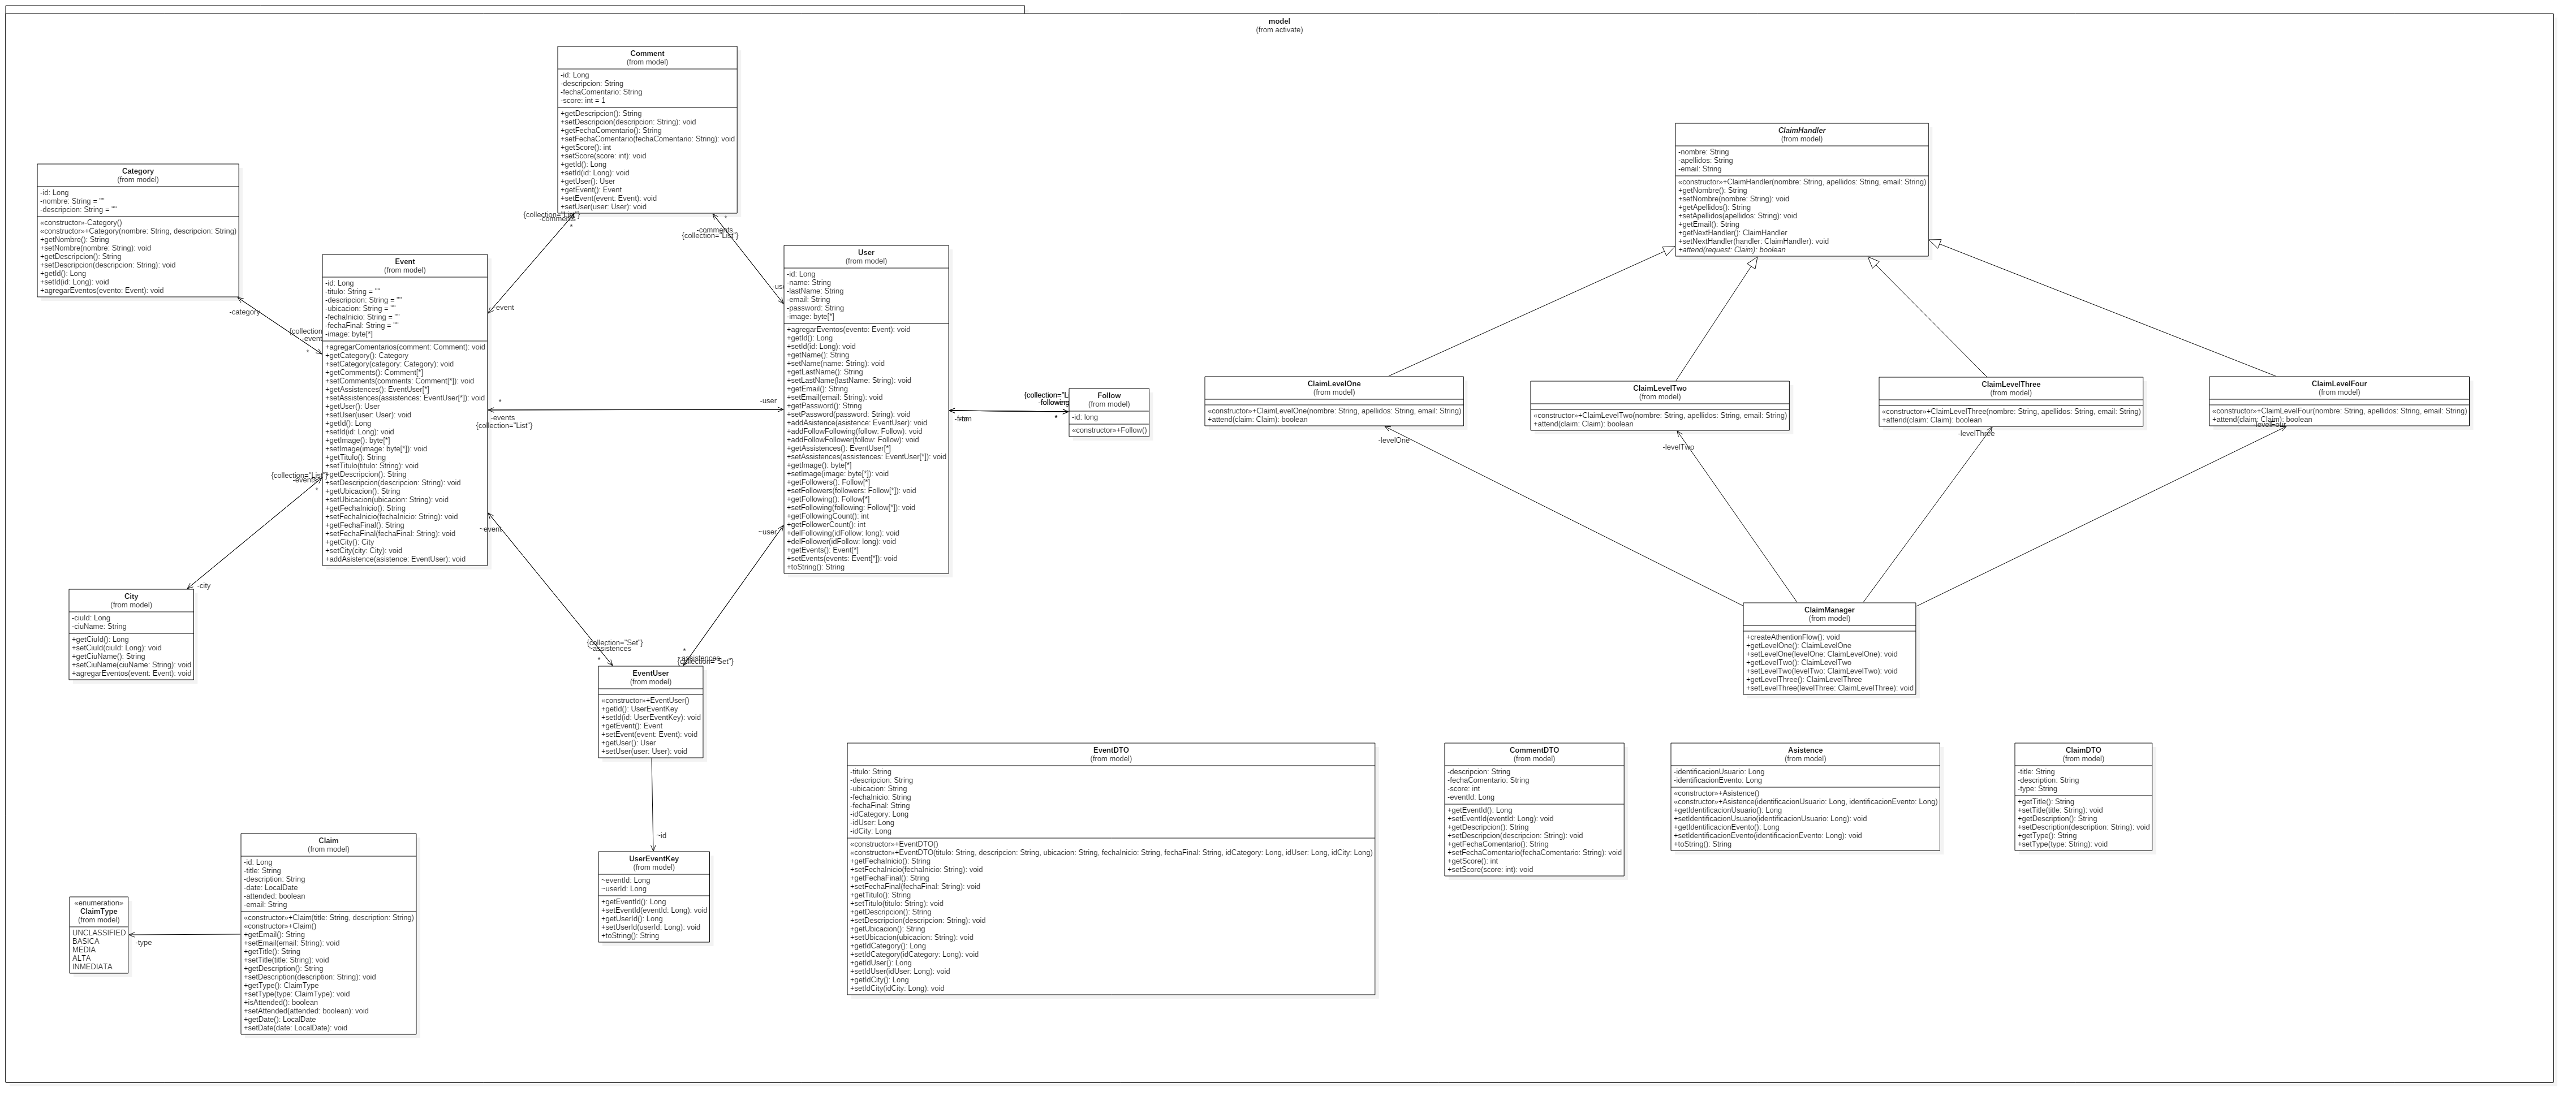 model
(from activate)
Comment
(from model)
-id: Long
-descripcion: String
-fechaComentario: String
-score: int = 1
+getDescripcion(): String
+setDescripcion(descripcion: String): void
+getFechaComentario(): String
+setFechaComentario(fechaComentario: String): void
+getScore(): int
+setScore(score: int): void
+getId(): Long
+setId(id: Long): void
+getUser(): User
+getEvent(): Event
+setEvent(event: Event): void
+setUser(user: User): void
{collection="List"}
-comments
*
*
-comments
{collection="List"}
Category
(from model)
-id: Long
-nombre: String = ""
-descripcion: String = ""
«constructor»-Category()
«constructor»+Category(nombre: String, descripcion: String)
+getNombre(): String
+setNombre(nombre: String): void
+getDescripcion(): String
+setDescripcion(descripcion: String): void
+getId(): Long
+setId(id: Long): void
+agregarEventos(evento: Event): void
-category
{collection
-event
*
Event
(from model)
-id: Long
-titulo: String = ""
-descripcion: String = ""
-ubicacion: String = ""
-fechaInicio: String = ""
-fechaFinal: String = ""
-image: byte[*]
+agregarComentarios(comment: Comment): void
+getCategory(): Category
+setCategory(category: Category): void
+getComments(): Comment[*]
+setComments(comments: Comment[*]): void
+getAssistences(): EventUser[*]
+setAssistences(assistences: EventUser[*]): void
+getUser(): User
+setUser(user: User): void
+getId(): Long
+setId(id: Long): void
+getImage(): byte[*]
+setImage(image: byte[*]): void
+getTitulo(): String
+setTitulo(titulo: String): void
+getDescripcion(): String
+setDescripcion(descripcion: String): void
+getUbicacion(): String
+setUbicacion(ubicacion: String): void
+getFechaInicio(): String
+setFechaInicio(fechaInicio: String): void
+getFechaFinal(): String
+setFechaFinal(fechaFinal: String): void
+getCity(): City
+setCity(city: City): void
+addAsistence(asistence: EventUser): void
-event
*
-events
{collection="List"}
-user
{collection="List"
-events
*
-city
~event
User
(from model)
-id: Long
-name: String
-lastName: String
-email: String
-password: String
-image: byte[*]
+agregarEventos(evento: Event): void
+getId(): Long
+setId(id: Long): void
+getName(): String
+setName(name: String): void
+getLastName(): String
+setLastName(lastName: String): void
+getEmail(): String
+setEmail(email: String): void
+getPassword(): String
+setPassword(password: String): void
+addAsistence(asistence: EventUser): void
+addFollowFollowing(follow: Follow): void
+addFollowFollower(follow: Follow): void
+getAssistences(): EventUser[*]
+setAssistences(assistences: EventUser[*]): void
+getImage(): byte[*]
+setImage(image: byte[*]): void
+getFollowers(): Follow[*]
+setFollowers(followers: Follow[*]): void
+getFollowing(): Follow[*]
+setFollowing(following: Follow[*]): void
+getFollowingCount(): int
+getFollowerCount(): int
+delFollowing(idFollow: long): void
+delFollower(idFollow: long): void
+getEvents(): Event[*]
+setEvents(events: Event[*]): void
+toString(): String
~user
-following
*
Follow
(from model)
-id: long
«constructor»+Follow()
City
(from model)
-ciuId: Long
-ciuName: String
+getCiuId(): Long
+setCiuId(ciuId: Long): void
+getCiuName(): String
+setCiuName(ciuName: String): void
+agregarEventos(event: Event): void
{collection="Set"}
~assistences
*
*
~assistences
{collection="Set"}
EventUser
(from model)
«constructor»+EventUser()
+getId(): UserEventKey
+setId(id: UserEventKey): void
+getEvent(): Event
+setEvent(event: Event): void
+getUser(): User
+setUser(user: User): void
~id
UserEventKey
(from model)
~eventId: Long
~userId: Long
+getEventId(): Long
+setEventId(eventId: Long): void
+getUserId(): Long
+setUserId(userId: Long): void
+toString(): String
«enumeration»
ClaimType
(from model)
UNCLASSIFIED
BASICA
MEDIA
ALTA
INMEDIATA
-type
Claim
(from model)
-id: Long
-title: String
-description: String
-date: LocalDate
-attended: boolean
-email: String
«constructor»+Claim(title: String, description: String)
«constructor»+Claim()
+getEmail(): String
+setEmail(email: String): void
+getTitle(): String
+setTitle(title: String): void
+getDescription(): String
+setDescription(description: String): void
+getType(): ClaimType
+setType(type: ClaimType): void
+isAttended(): boolean
+setAttended(attended: boolean): void
+getDate(): LocalDate
+setDate(date: LocalDate): void
ClaimHandler
(from model)
-nombre: String
-apellidos: String
-email: String
«constructor»+ClaimHandler(nombre: String, apellidos: String, email: String)
+getNombre(): String
+setNombre(nombre: String): void
+getApellidos(): String
+setApellidos(apellidos: String): void
+getEmail(): String
+getNextHandler(): ClaimHandler
+setNextHandler(handler: ClaimHandler): void
+attend(request: Claim): boolean
ClaimLevelOne
(from model)
«constructor»+ClaimLevelOne(nombre: String, apellidos: String, email: String)
+attend(claim: Claim): boolean
-levelOne
ClaimLevelTwo
(from model)
«constructor»+ClaimLevelTwo(nombre: String, apellidos: String, email: String)
+attend(claim: Claim): boolean
-levelTwo
ClaimLevelThree
(from model)
«constructor»+ClaimLevelThree(nombre: String, apellidos: String, email: String)
+attend(claim: Claim): boolean
-levelThree
ClaimLevelFour
(from model)
«constructor»+ClaimLevelFour(nombre: String, apellidos: String, email: String)
+attend(claim: Claim): boolean
-levelFour
ClaimManager
(from model)
+createAthentionFlow(): void
+getLevelOne(): ClaimLevelOne
+setLevelOne(levelOne: ClaimLevelOne): void
+getLevelTwo(): ClaimLevelTwo
+setLevelTwo(levelTwo: ClaimLevelTwo): void
+getLevelThree(): ClaimLevelThree
+setLevelThree(levelThree: ClaimLevelThree): void
EventDTO
(from model)
-titulo: String
-descripcion: String
-ubicacion: String
-fechaInicio: String
-fechaFinal: String
-idCategory: Long
-idUser: Long
-idCity: Long
«constructor»+EventDTO()
«constructor»+EventDTO(titulo: String, descripcion: String, ubicacion: String, fechaInicio: String, fechaFinal: String, idCategory: Long, idUser: Long, idCity: Long)
+getFechaInicio(): String
+setFechaInicio(fechaInicio: String): void
+getFechaFinal(): String
+setFechaFinal(fechaFinal: String): void
+getTitulo(): String
+setTitulo(titulo: String): void
+getDescripcion(): String
+setDescripcion(descripcion: String): void
+getUbicacion(): String
+setUbicacion(ubicacion: String): void
+getIdCategory(): Long
+setIdCategory(idCategory: Long): void
+getIdUser(): Long
+setIdUser(idUser: Long): void
+getIdCity(): Long
+setIdCity(idCity: Long): void
CommentDTO
(from model)
-descripcion: String
-fechaComentario: String
-score: int
-eventId: Long
+getEventId(): Long
+setEventId(eventId: Long): void
+getDescripcion(): String
+setDescripcion(descripcion: String): void
+getFechaComentario(): String
+setFechaComentario(fechaComentario: String): void
+getScore(): int
+setScore(score: int): void
Asistence
(from model)
-identificacionUsuario: Long
-identificacionEvento: Long
«constructor»+Asistence()
«constructor»+Asistence(identificacionUsuario: Long, identificacionEvento: Long)
+getIdentificacionUsuario(): Long
+setIdentificacionUsuario(identificacionUsuario: Long): void
+getIdentificacionEvento(): Long
+setIdentificacionEvento(identificacionEvento: Long): void
+toString(): String
ClaimDTO
(from model)
-title: String
-description: String
-type: String
+getTitle(): String
+setTitle(title: String): void
+getDescription(): String
+setDescription(description: String): void
+getType(): String
+setType(type: String): void